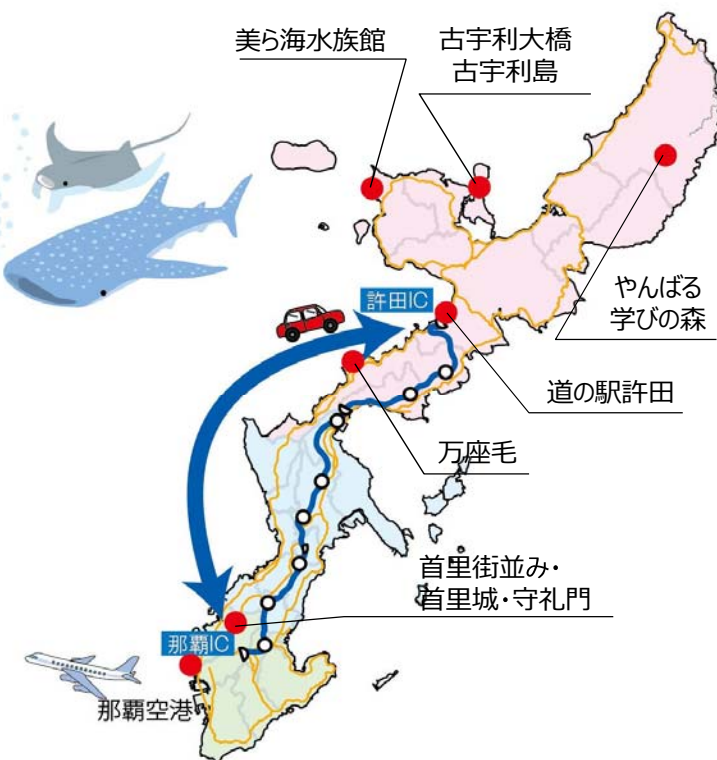 美ら海水族館
古宇利大橋
古宇利島
許田IC
やんばる
学びの森
道の駅許田
万座毛
首里街並み・
首里城・守礼門
那覇IC
那覇空港